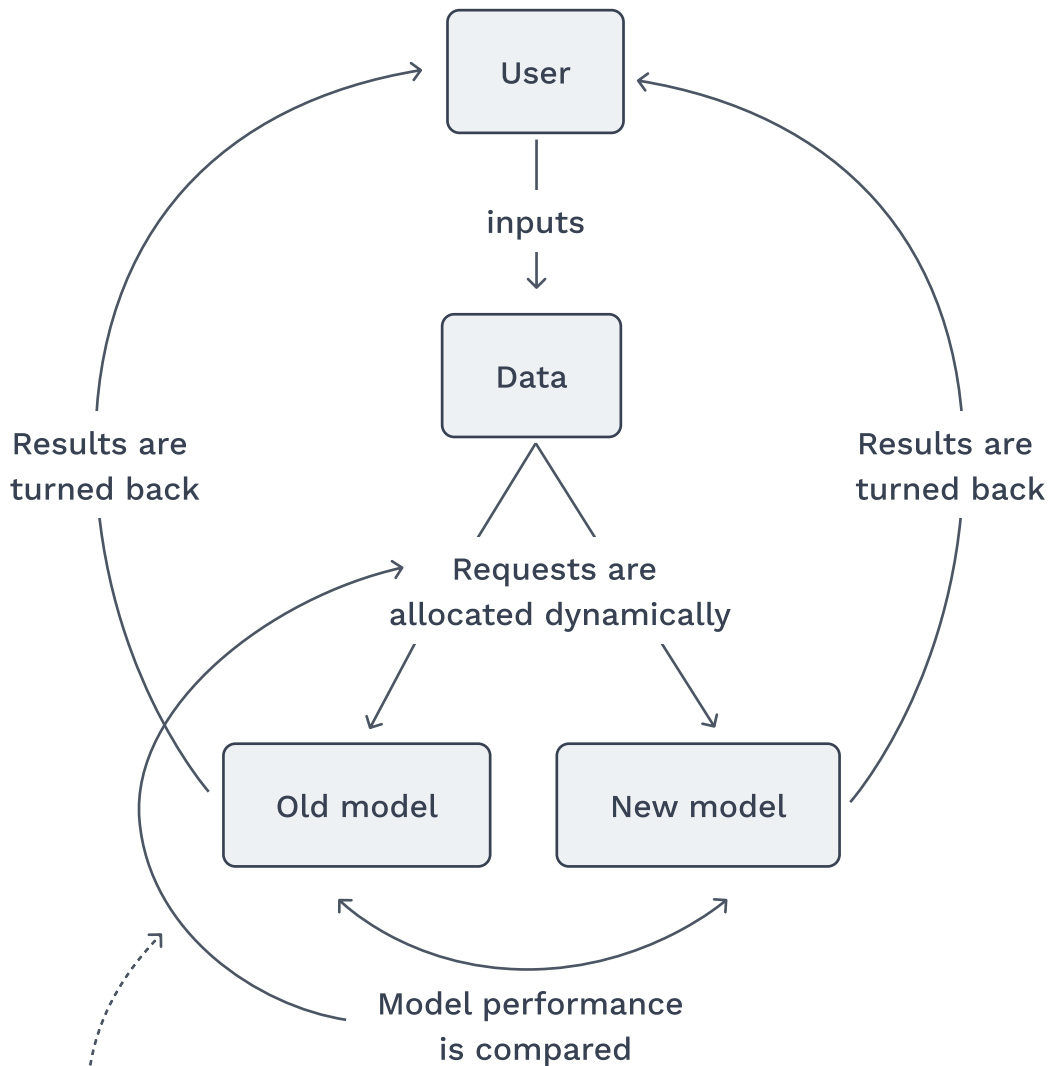 User
inputs
Data
Results are
turned back
Results are
turned back
Requests are
allocated dynamically
Old model
New model
Model performance
is compared